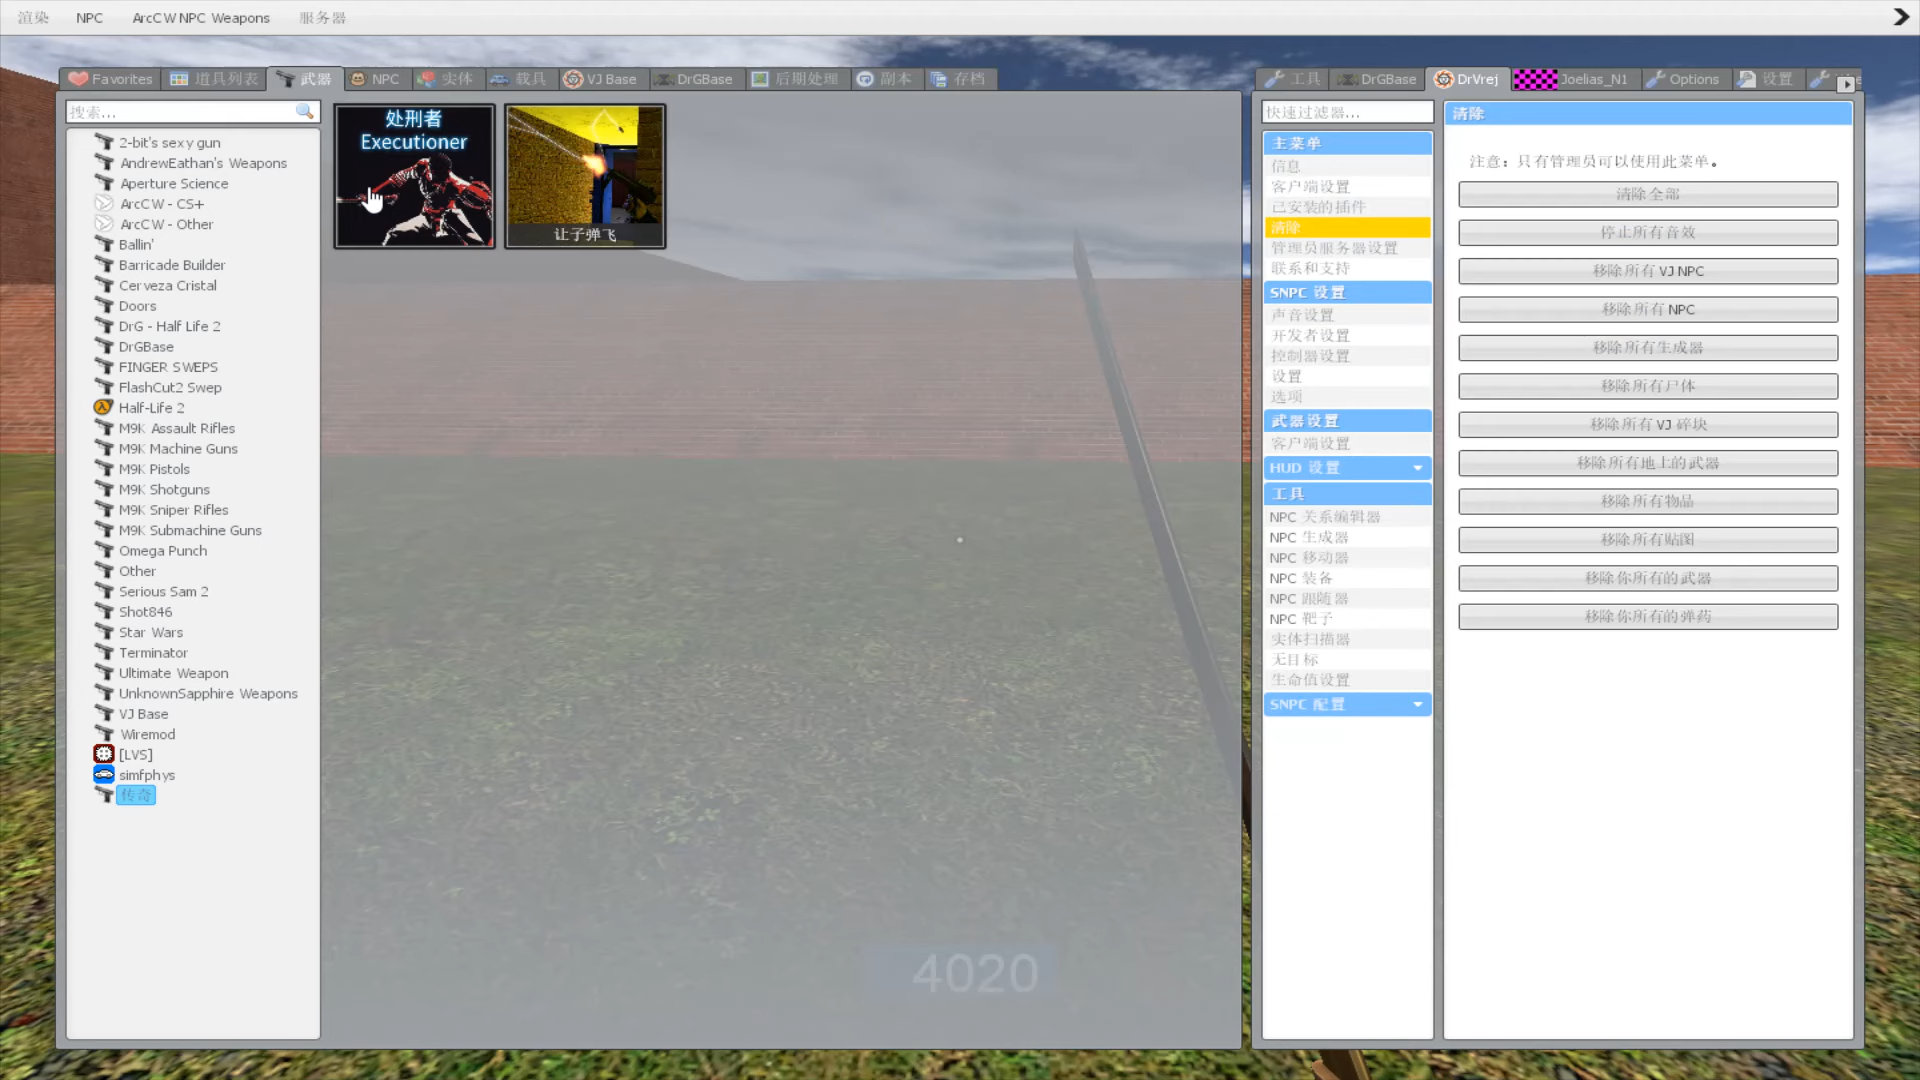 渲染 NPC ArcCW NPC Weapons 服务器
Favorites 道具列表 武器 NPC 实体 载具 VJ Base DrGBase 后期处理 副本 存档
搜索...
2-bit's sexy gun
AndrewEathan's Weapons
Aperture Science
ArcCW - CS+
ArcCW - Other
Ballin'
Barricade Builder
Cerveza Cristal
Doors
DrG - Half Life 2
DrGBase
FINGER SWEPS
FlashCut2 Swep
Half-Life 2
M9K Assault Rifles
M9K Machine Guns
M9K Pistols
M9K Shotguns
M9K Sniper Rifles
M9K Submachine Guns
Omega Punch
Other
Serious Sam 2
Shot846
Star Wars
Terminator
Ultimate Weapon
UnknownSapphire Weapons
VJ Base
Wiremod
[LVS]
simfphys
传奇
处刑者
Executioner
让子弹飞
4020
工具 DrGBase DrVrej Joelias_N1 Options 设置
快速过滤器...
主菜单
信息
客户端设置
已安装的插件
清除
管理员服务器设置
联系和支持
SNPC 设置
声音设置
开发者设置
控制器设置
设置
选项
武器设置
客户端设置
HUD 设置
工具
NPC 关系编辑器
NPC 生成器
NPC 移动器
NPC 装备
NPC 跟随器
NPC 靶子
实体扫描器
无目标
生命值设置
SNPC 配置
清除
注意：只有管理员可以使用此菜单。
清除全部
停止所有音效
移除所有 VJ NPC
移除所有 NPC
移除所有生成器
移除所有尸体
移除所有 VJ 碎块
移除所有地上的武器
移除所有物品
移除所有贴图
移除你所有的武器
移除你所有的弹药